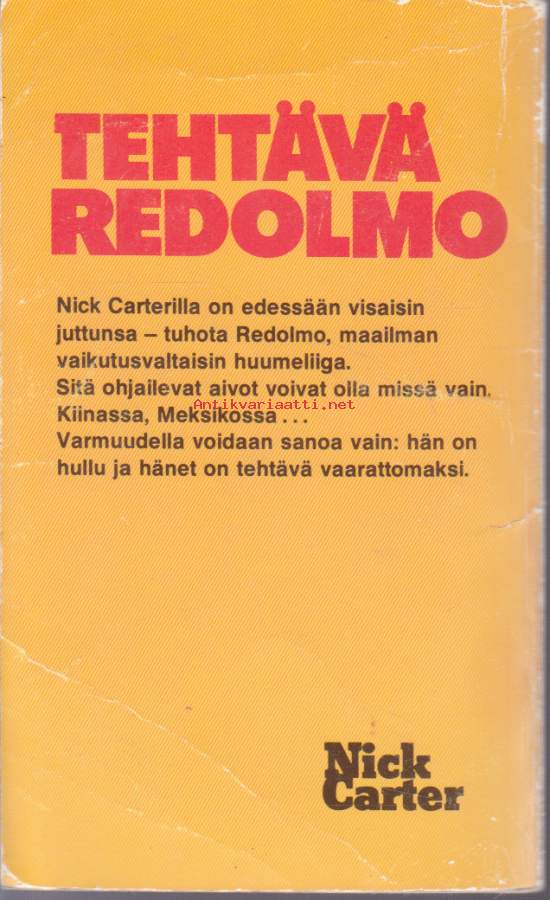 TEHTÄVÄ
REDOLMO
Nick Carterilla on edessään visaisin
juttunsa – tuhota Redolmo, maailman
vaikutusvaltaisin huumeliiga.
Sitä ohjailevat aivot voivat olla missä vain.
Kiinassa, Meksikossa...
Antikvariaatti.net
Varmuudella voidaan sanoa vain: hän on
hullu ja hänet on tehtävä vaarattomaksi.
Nick
Carter